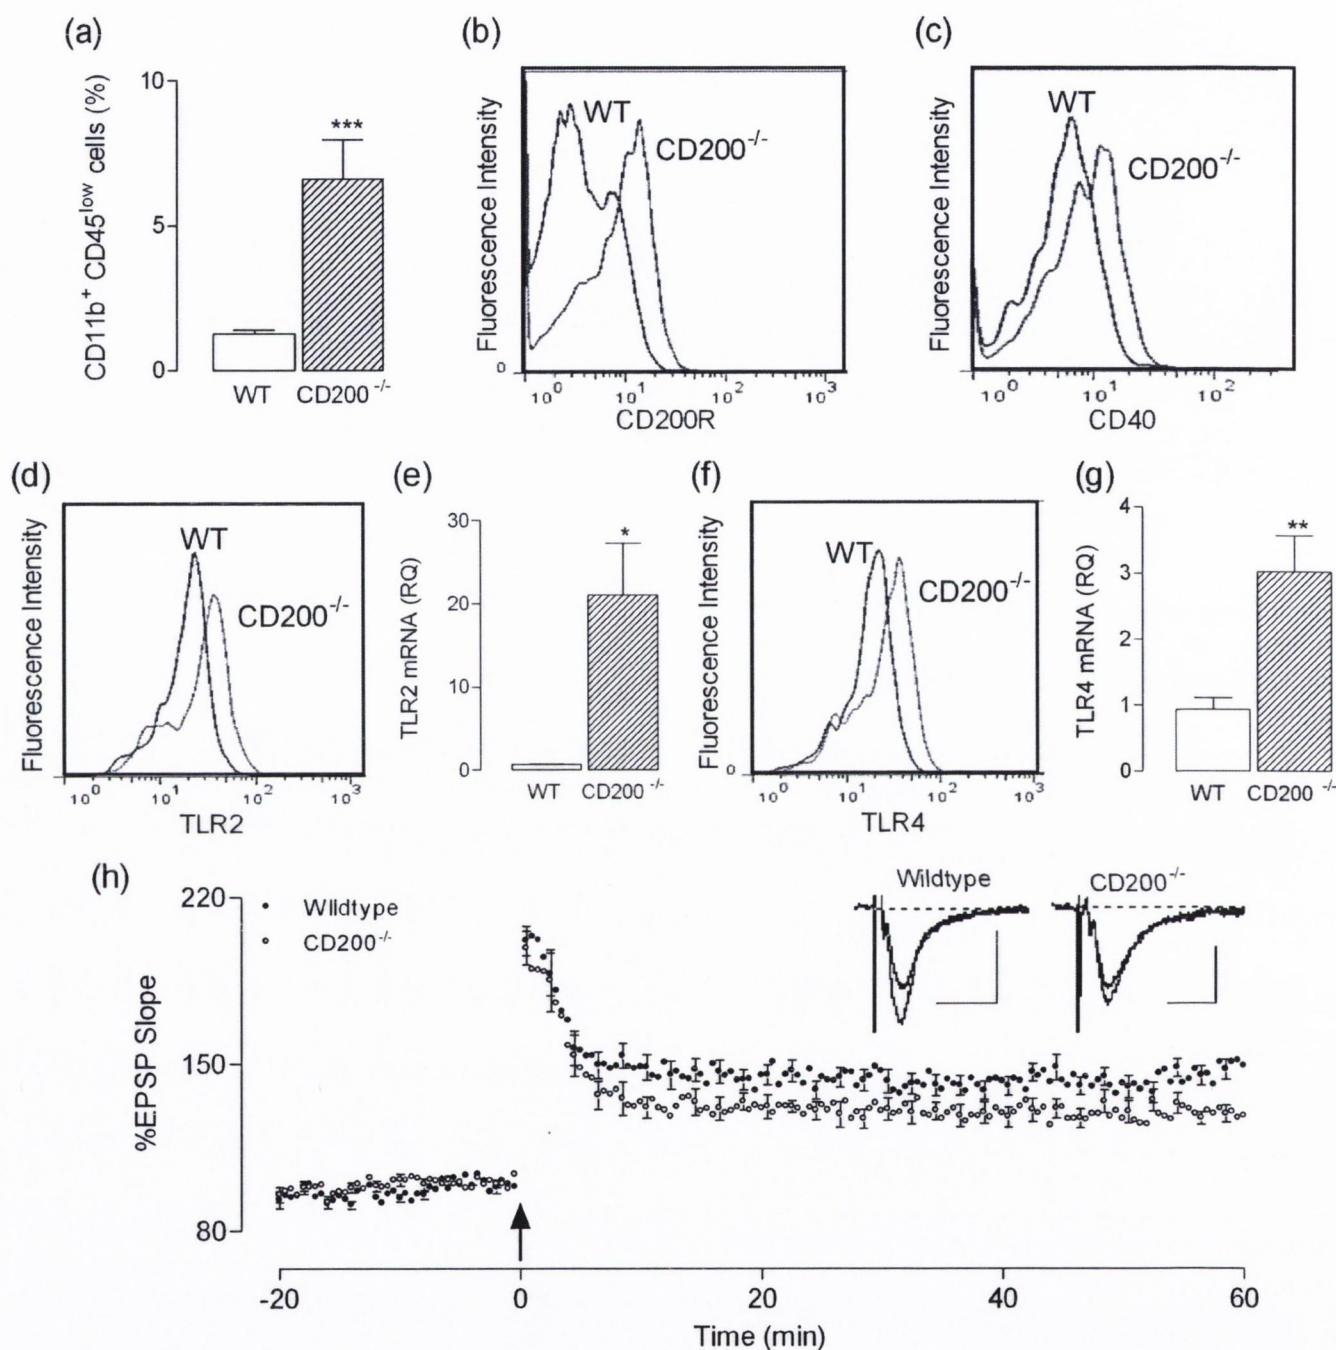 (a)
CD11b⁺ CD45ˡᵒʷ cells (%)
10
5
0
***
WT
CD200⁻/⁻
(b)
Fluorescence Intensity
0
WT
CD200⁻/⁻
10⁰
10¹
10²
10³
CD200R
(c)
Fluorescence Intensity
WT
CD200⁻/⁻
10⁰
10¹
10²
CD40
(d)
Fluorescence Intensity
WT
CD200⁻/⁻
10⁰
10¹
10²
10³
TLR2
(e)
TLR2 mRNA (RQ)
30
20
10
0
*
WT
CD200⁻/⁻
(f)
Fluorescence Intensity
0
WT
CD200⁻/⁻
10⁰
10¹
10²
10³
TLR4
(g)
TLR4 mRNA (RQ)
4
3
2
1
0
**
WT
CD200⁻/⁻
(h)
%EPSP Slope
220
150
80
Wildtype
CD200⁻/⁻
Wildtype
CD200⁻/⁻
-20
0
20
40
60
Time (min)